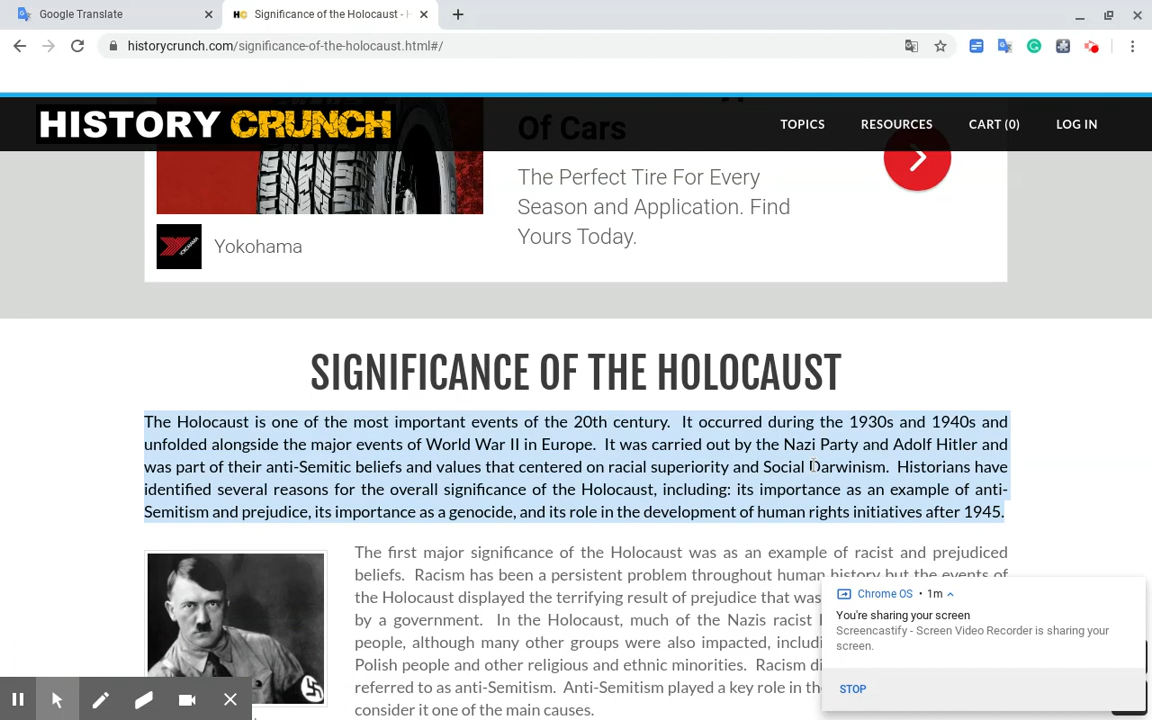 Google Translate
Significance of the Holocaust - H
historycrunch.com/significance-of-the-holocaust.html#/
HISTORY CRUNCH
TOPICS
RESOURCES
CART (0)
LOG IN
Of Cars
The Perfect Tire For Every
Season and Application. Find
Yours Today.
YOKOHAMA
Yokohama
SIGNIFICANCE OF THE HOLOCAUST
The Holocaust is one of the most important events of the 20th century. It occurred during the 1930s and 1940s and
unfolded alongside the major events of World War II in Europe. It was carried out by the Nazi Party and Adolf Hitler and
was part of their anti-Semitic beliefs and values that centered on racial superiority and Social Darwinism. Historians have
identified several reasons for the overall significance of the Holocaust, including: its importance as an example of anti-
Semitism and prejudice, its importance as a genocide, and its role in the development of human rights initiatives after 1945.
The first major significance of the Holocaust was as an example of racist and prejudiced
beliefs. Racism has been a persistent problem throughout human history but the events of
the Holocaust displayed the terrifying result of prejudice that was
by a government. In the Holocaust, much of the Nazis racist
people, although many other groups were also impacted,
Polish people and other religious and ethnic minorities. Racism
referred to as anti-Semitism. Anti-Semitism played a key role in the
consider it one of the main causes.
Chrome OS • 1m
You're sharing your screen
Screencastify - Screen Video Recorder is sharing your
screen.
STOP